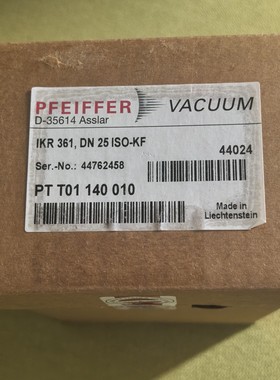 PFEIFFER VACUUM
D-35614 Asslar
IKR 361, DN 25 ISO-KF
44024
Ser.-No.: 44762458
PT T01 140 010
Made in
Liechtenstein